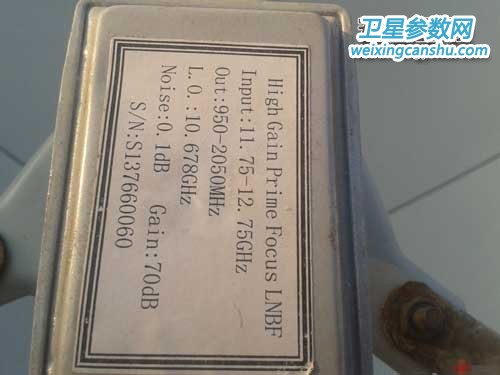 卫星参数网
weixingcanshu.com
High Gain Prime Focus LNBF
Input:11.75-12.75GHz
Out:950-2050MHz
L.O.:10.678GHz
Noise:0.1dB Gain:70dB
S/N:S137660060